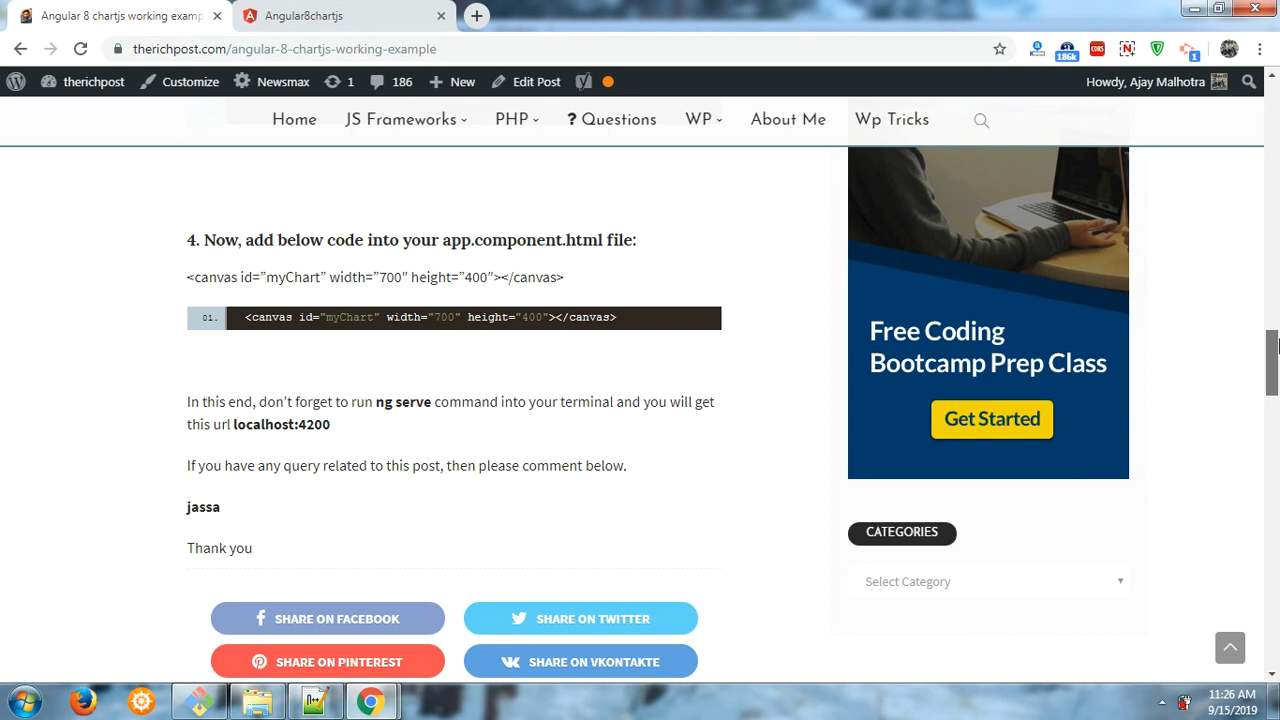 Angular 8 chartjs working examp
Angular8chartjs
therichpost.com/angular-8-chartjs-working-example
186k
CORS
N
1
therichpost
Customize
Newsmax
1
186
New
Edit Post
Howdy, Ajay Malhotra
Home
JS Frameworks
PHP
? Questions
WP
About Me
Wp Tricks
4. Now, add below code into your app.component.html file:
<canvas id=”myChart” width=”700″ height=”400″></canvas>
01. <canvas id="myChart" width="700" height="400"></canvas>
In this end, don’t forget to run ng serve command into your terminal and you will get
this url localhost:4200
If you have any query related to this post, then please comment below.
jassa
Thank you
SHARE ON FACEBOOK
SHARE ON TWITTER
SHARE ON PINTEREST
SHARE ON VKONTAKTE
Free Coding
Bootcamp Prep Class
Get Started
CATEGORIES
Select Category
11:26 AM
9/15/2019